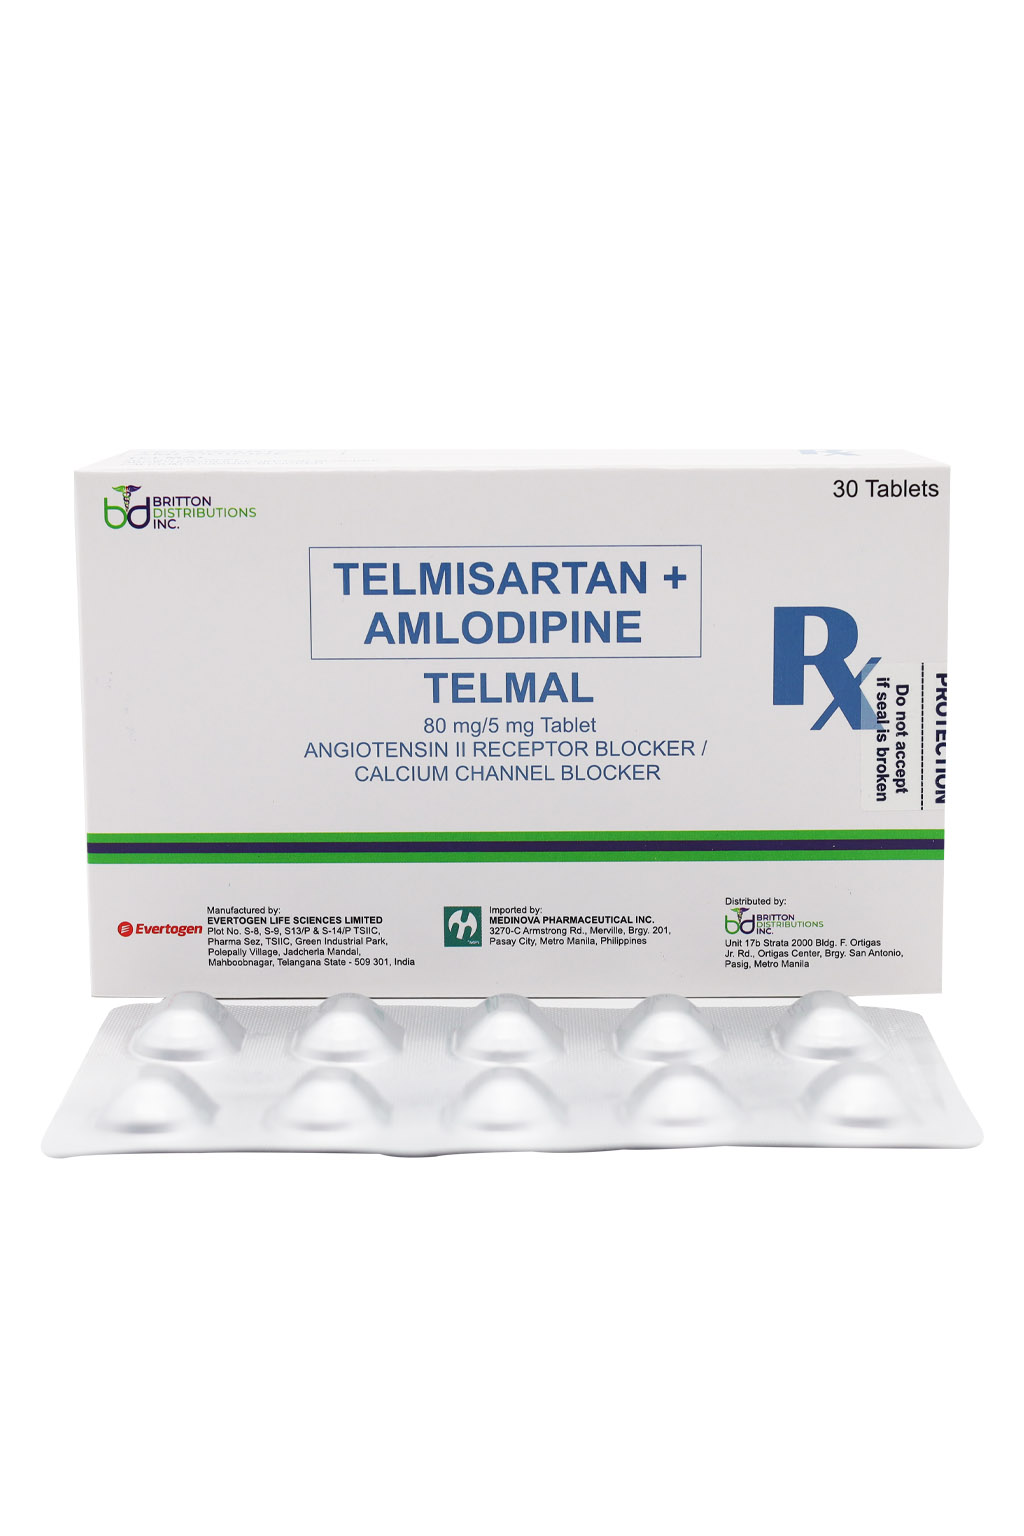 BRITTON
DISTRIBUTIONS
INC.
30 Tablets
TELMISARTAN +
AMLODIPINE
TELMAL
80 mg/5 mg Tablet
ANGIOTENSIN II RECEPTOR BLOCKER /
CALCIUM CHANNEL BLOCKER
Rx
Do not accept
if seal is broken
PROTECTION
Evertogen
Manufactured by:
EVERTOGEN LIFE SCIENCES LIMITED
Plot No. S-8, S-9, S13/P & S-14/P TSIIC,
Pharma Sez, TSIIC, Green Industrial Park,
Polepally Village, Jadcherla Mandal,
Mahboobnagar, Telangana State - 509 301, India
Imported by:
MEDINOVA PHARMACEUTICAL INC.
3270-C Armstrong Rd., Merville, Brgy. 201,
Pasay City, Metro Manila, Philippines
Distributed by:
BRITTON
DISTRIBUTIONS
INC.
Unit 17b Strata 2000 Bldg. F. Ortigas
Jr. Rd., Ortigas Center, Brgy. San Antonio,
Pasig, Metro Manila